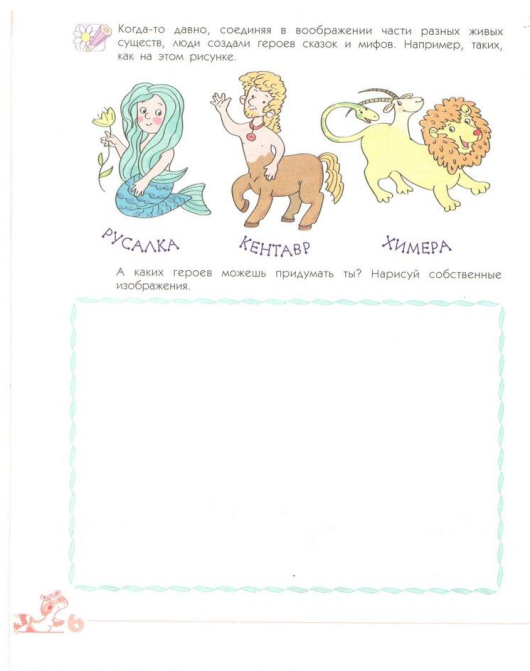 Когда-то давно, соединяя в воображении части разных живых
существ, люди создали героев сказок и мифов. Например, таких,
как на этом рисунке.
РУСАЛКА
КЕНТАВР
ХИМЕРА
А каких героев можешь придумать ты? Нарисуй собственные
изображения.
6